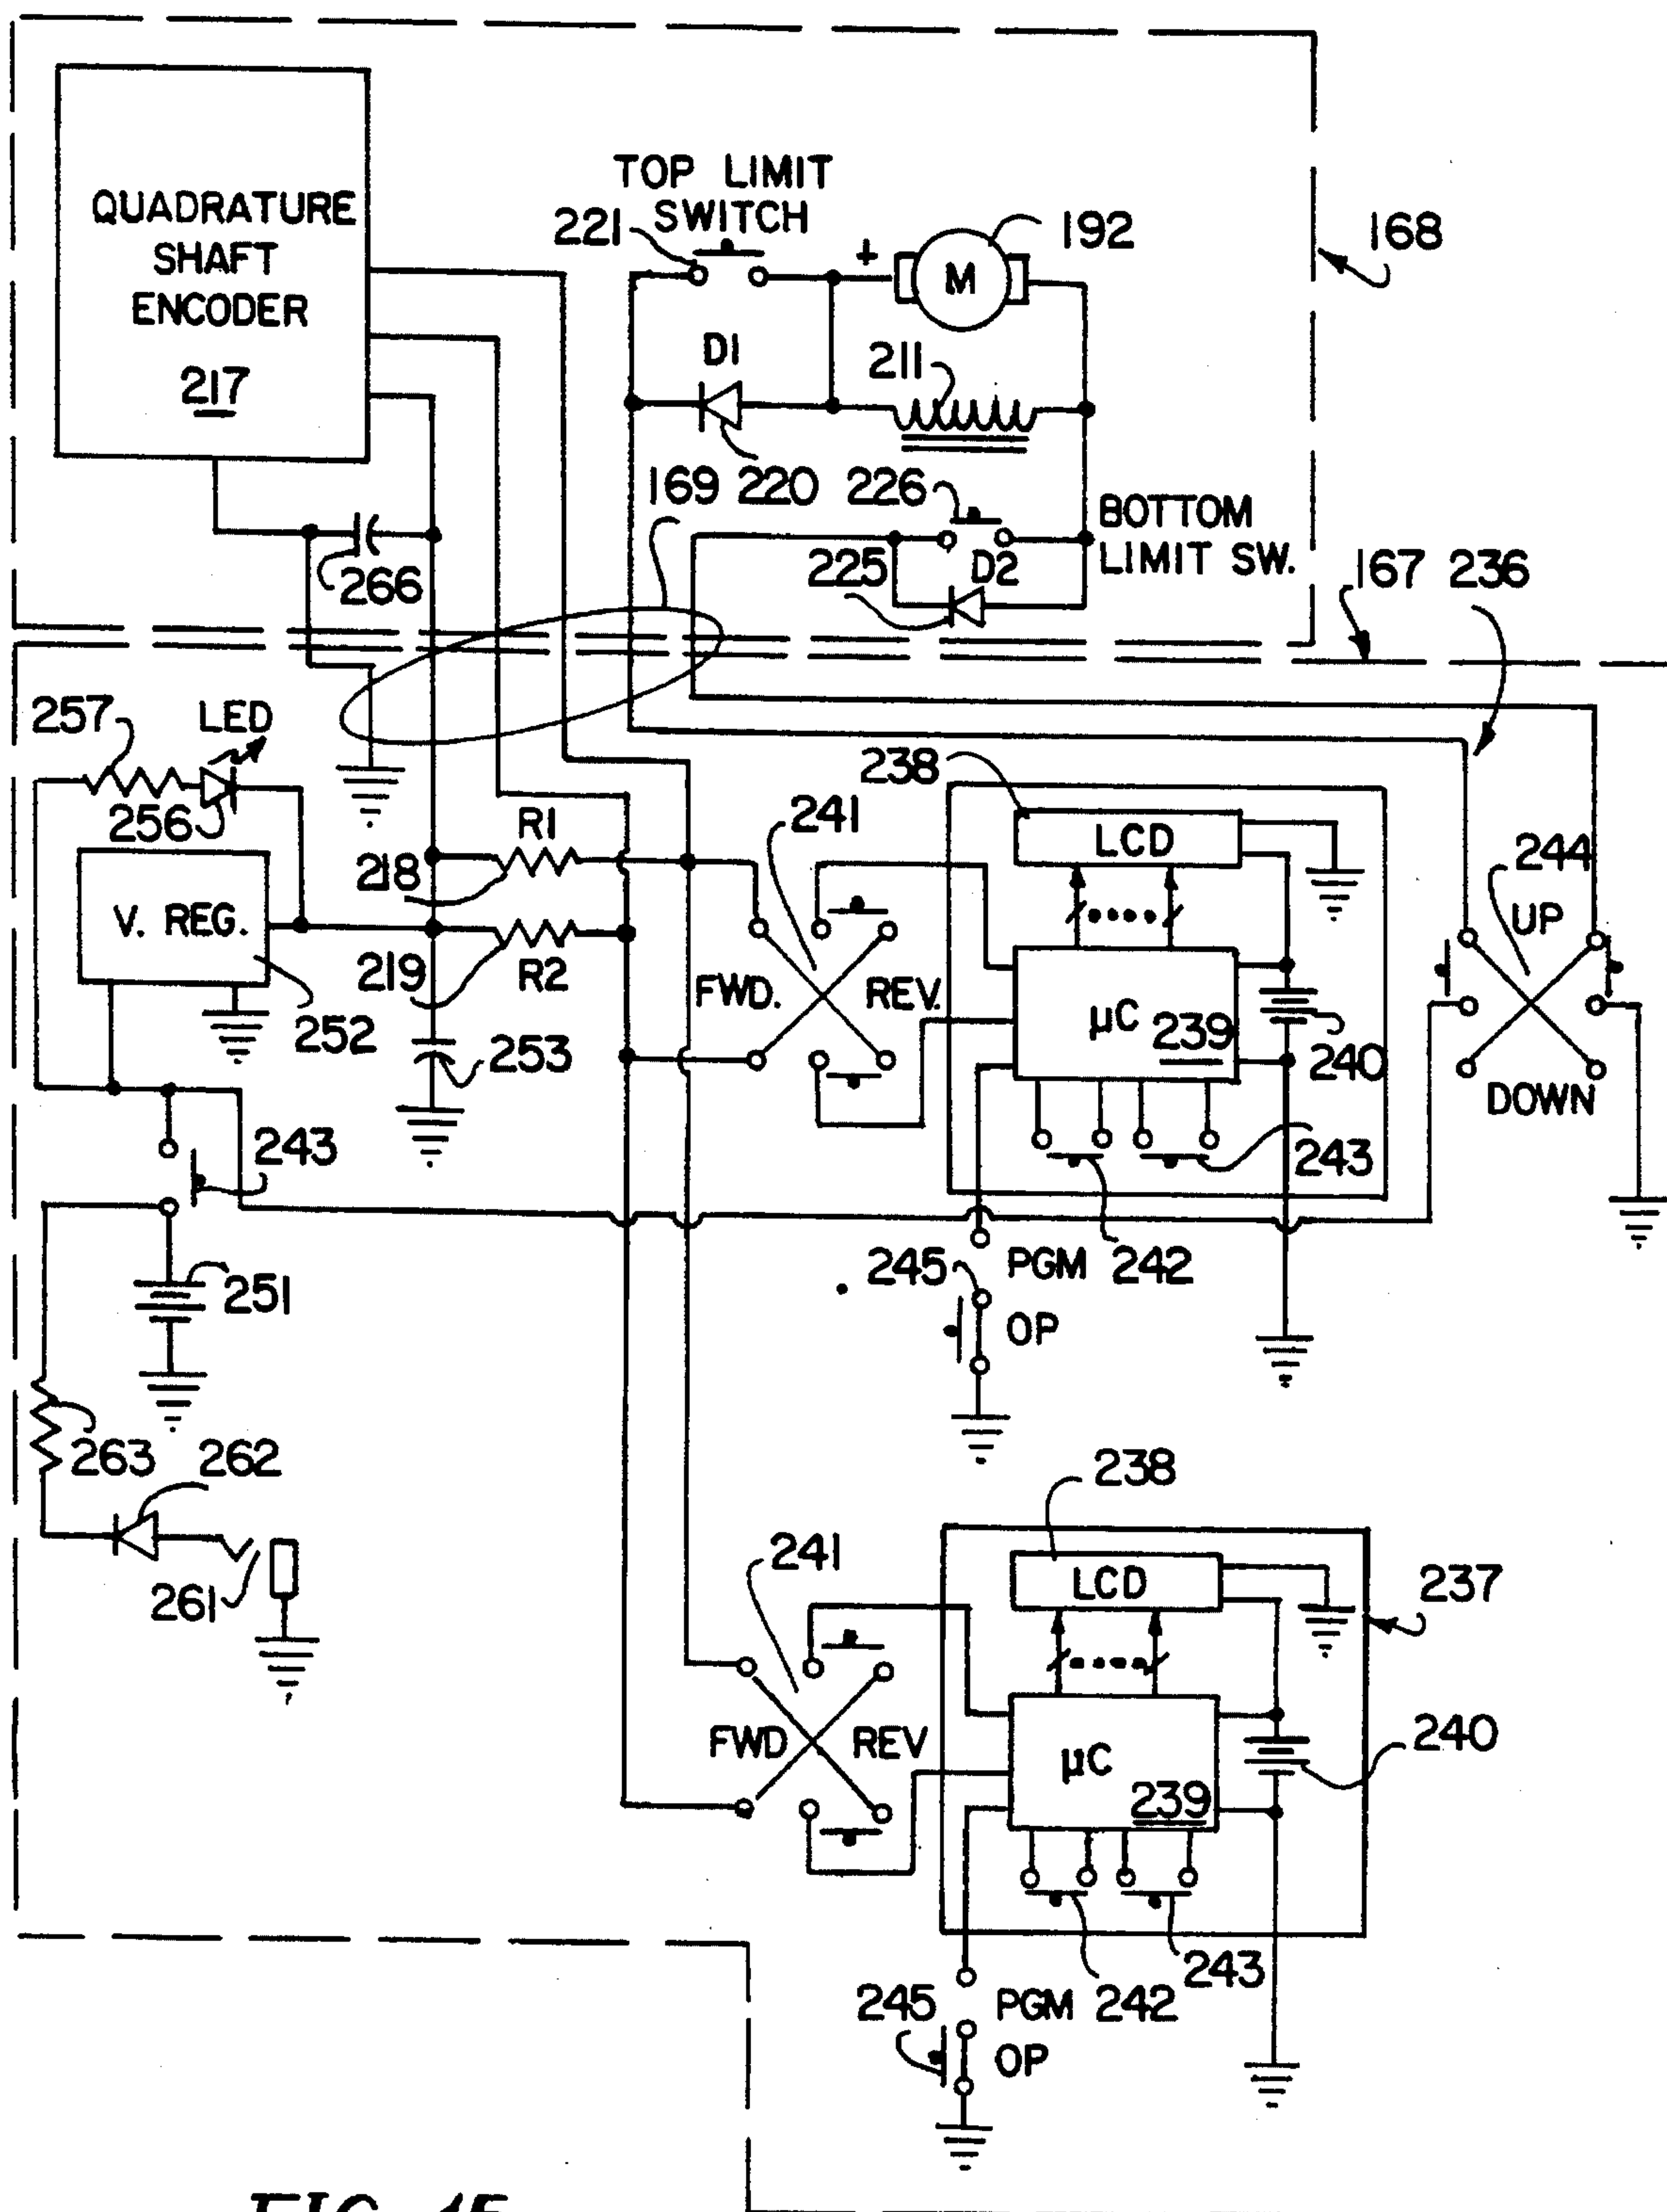 QUADRATURE
SHAFT
ENCODER
217
TOP LIMIT
SWITCH
221
+
M
192
168
D1
211
169
220
226
BOTTOM
LIMIT SW.
D2
225
266
167
236
257
LED
256
V. REG.
252
218
R1
219
R2
253
241
FWD.
REV.
238
LCD
µC
239
240
244
UP
DOWN
243
242
243
251
245
PGM
OP
263
262
261
241
FWD
REV
238
LCD
237
µC
239
240
242
243
245
PGM
OP